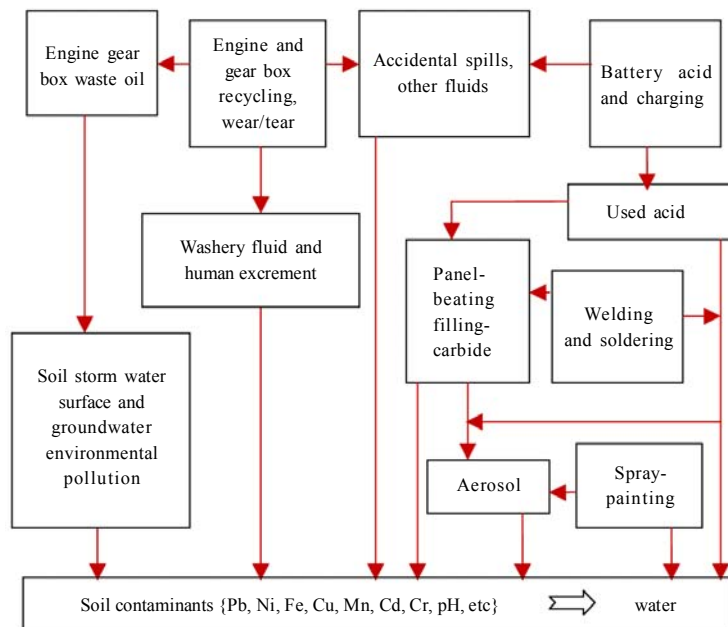 Engine gear
box waste oil
Engine and
gear box
recycling,
wear/tear
Accidental spills,
other fluids
Battery acid
and charging
Used acid
Washery fluid and
human excrement
Panel-
beating
filling-
carbide
Welding
and soldering
Soil storm water
surface and
groundwater
environmental
pollution
Aerosol
Spray-
painting
Soil contaminants {Pb, Ni, Fe, Cu, Mn, Cd, Cr, pH, etc} water